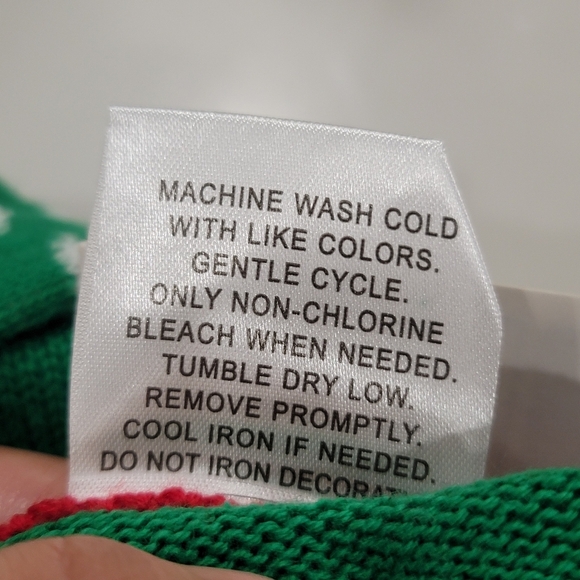 MACHINE WASH COLD
WITH LIKE COLORS.
GENTLE CYCLE.
ONLY NON-CHLORINE
BLEACH WHEN NEEDED.
TUMBLE DRY LOW.
REMOVE PROMPTLY.
COOL IRON IF NEEDED.
DO NOT IRON